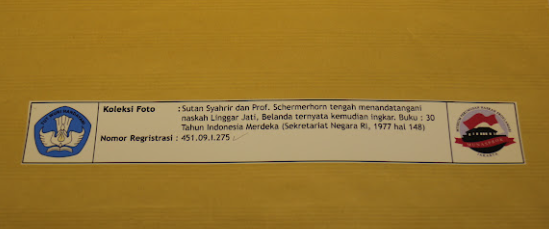 Koleksi Foto : Sutan Syahrir dan Prof. Schermerhorn tengah menandatangani
naskah Linggar Jati, Belanda ternyata kemudian ingkar. Buku : 30
Tahun Indonesia Merdeka (Sekretariat Negara RI, 1977 hal 148)
Nomor Regristrasi : 451.09.I.275